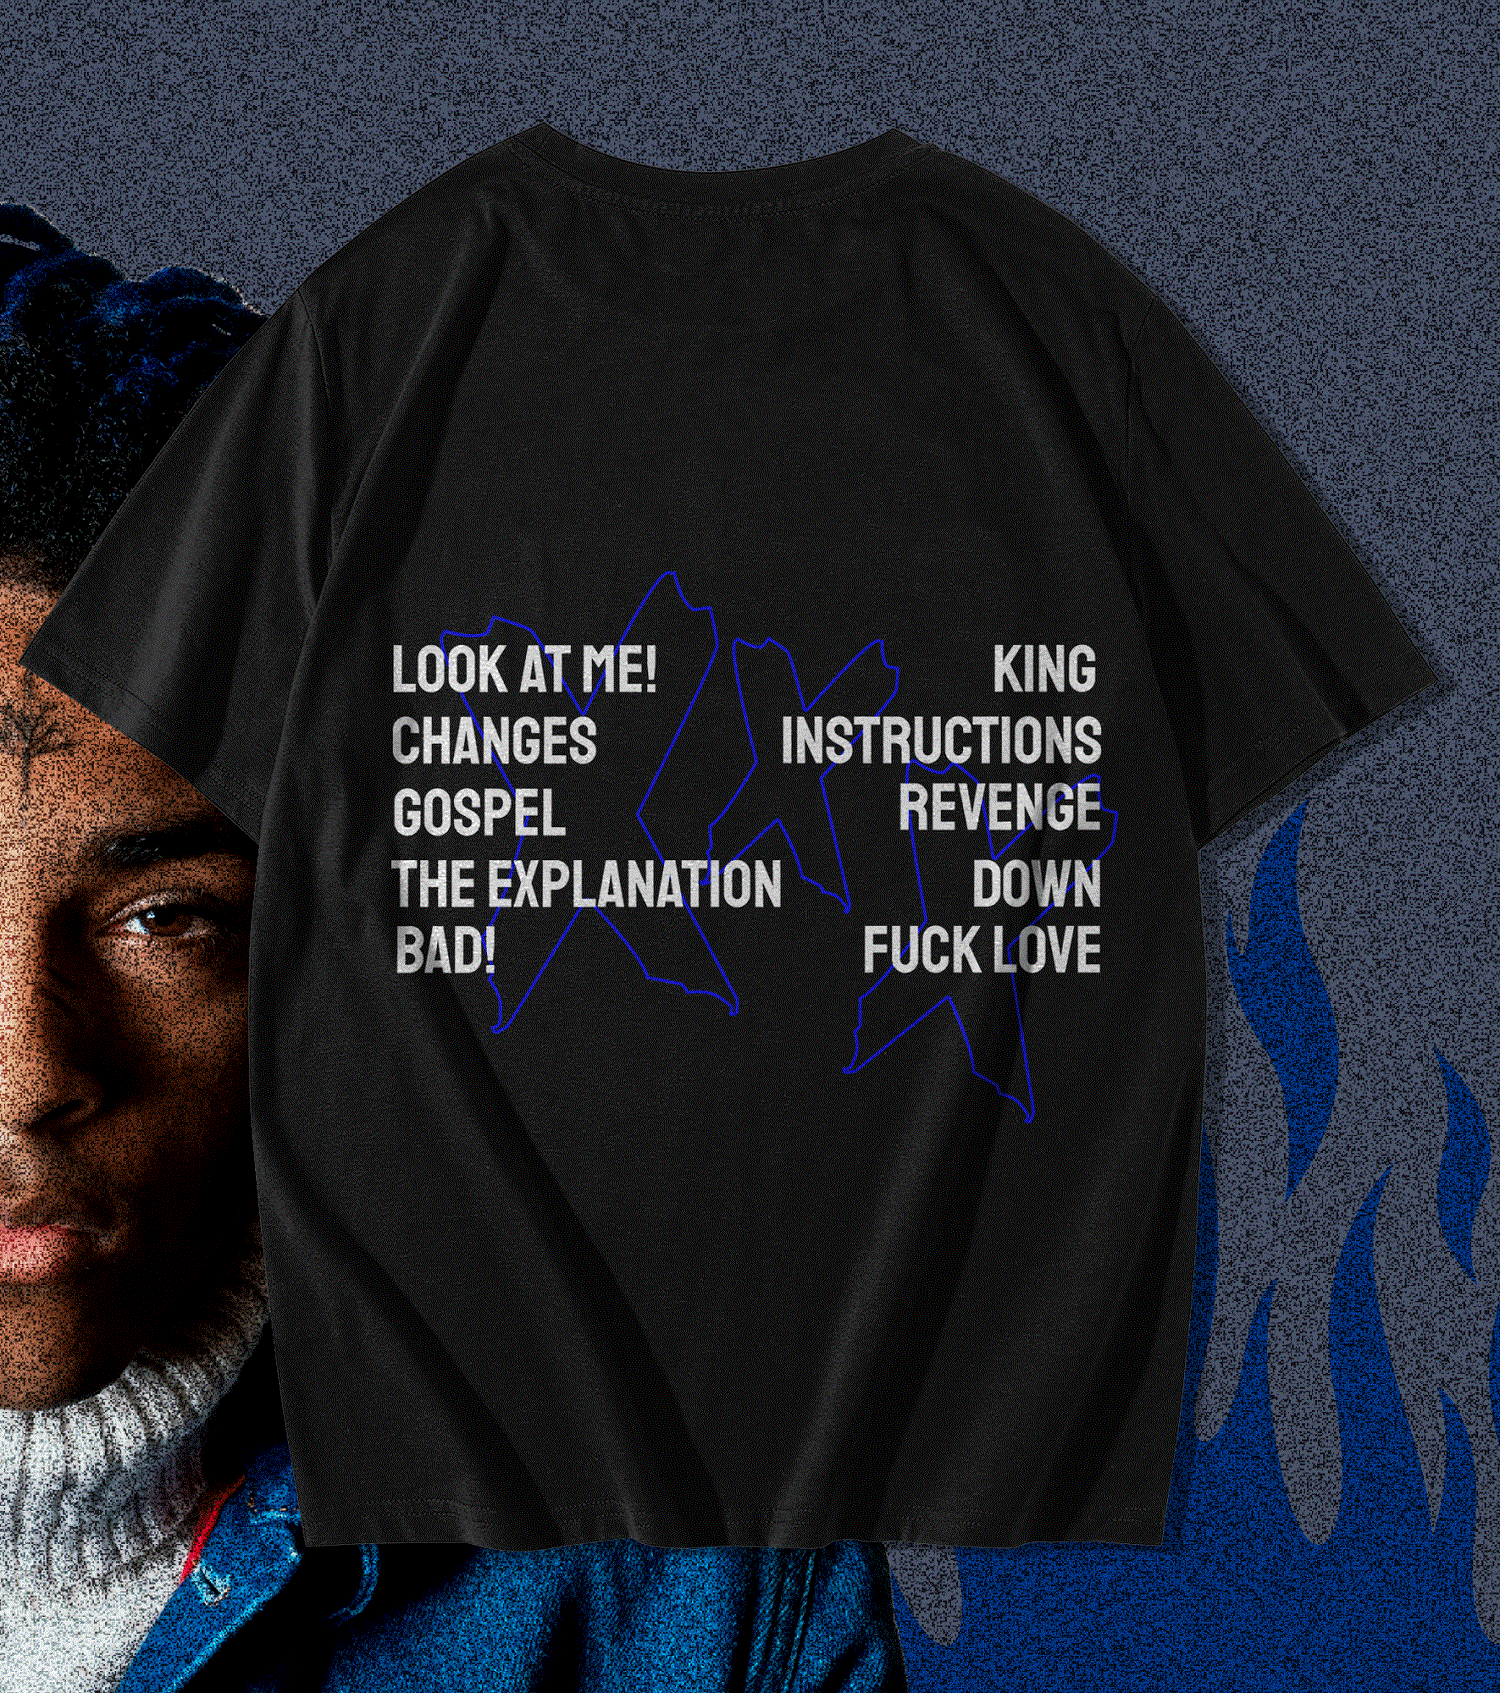 LOOK AT ME!
CHANGES
GOSPEL
THE EXPLANATION
BAD!
KING
INSTRUCTIONS
REVENGE
DOWN
FUCK LOVE